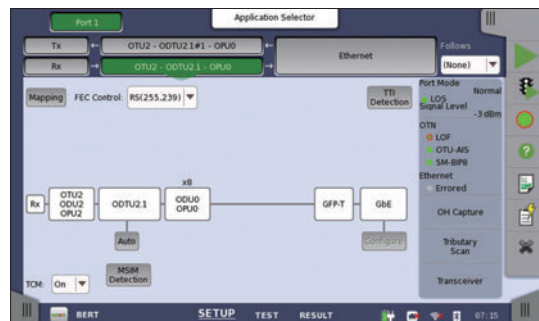 Port 1
Application Selector
Tx
OTU2 - ODTU2.1#1 - OPU0
Ethernet
Follows
Rx
OTU2 - ODTU2.1 - OPU0
(None)
Mapping
FEC Control:
RS(255,239)
TTI
Detection
Port Mode
Normal
LOS
Signal Level
-3 dBm
OTN
LOF
OTU-AIS
SM-BIP8
Ethernet
Errored
x8
Rx
OTU2
ODU2
OPU2
ODTU2.1
ODU0
OPU0
GFP-T
GbE
OH Capture
Auto
Configure
Tributary
Scan
MSIM
Detection
TCM:
On
Transceiver
BERT
SETUP
TEST
RESULT
07:15